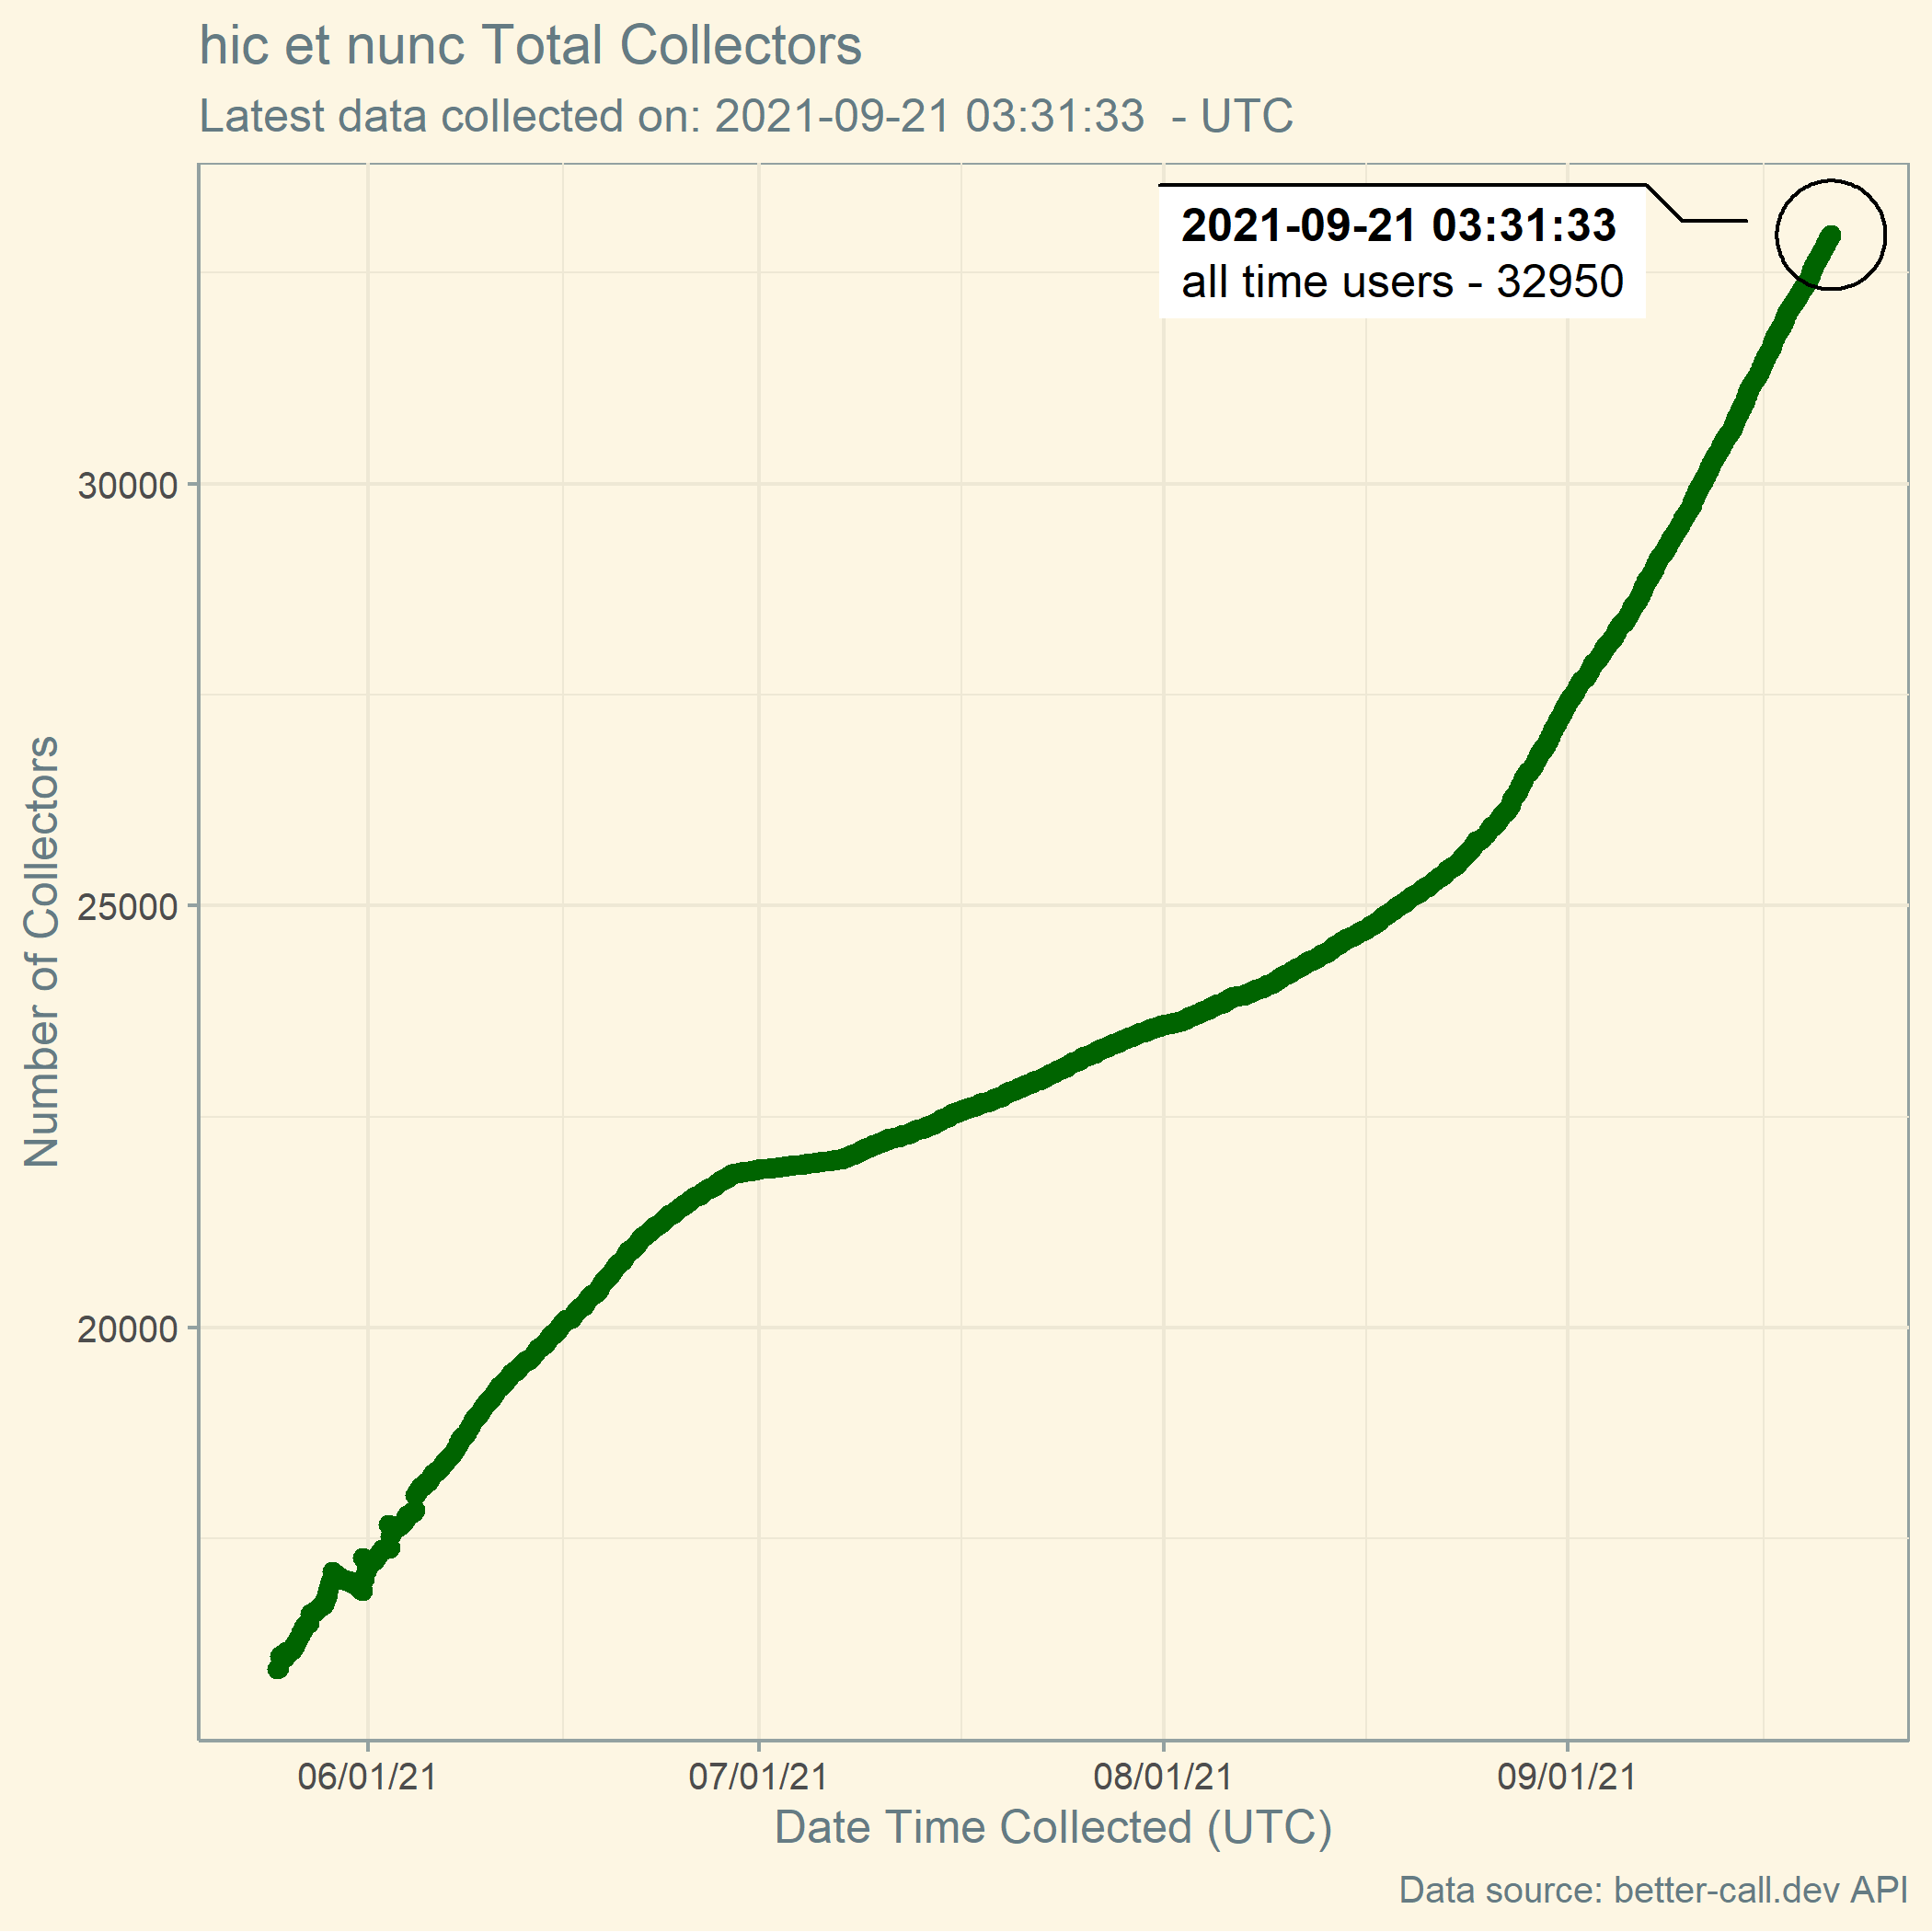 hic et nunc Total Collectors
Latest data collected on: 2021-09-21 03:31:33  - UTC
2021-09-21 03:31:33
all time users - 32950
30000
25000
20000
Number of Collectors
06/01/21
07/01/21
08/01/21
09/01/21
Date Time Collected (UTC)
Data source: better-call.dev API